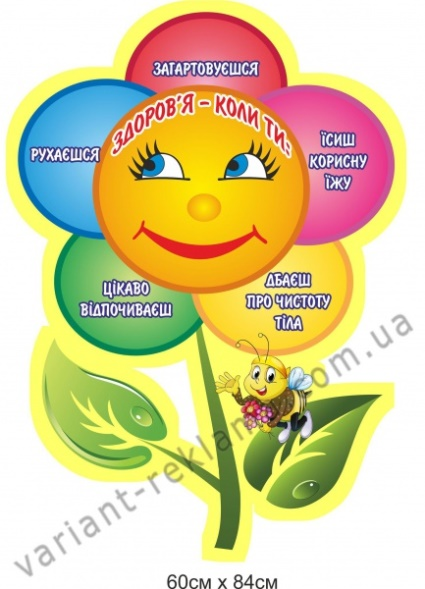 ЗДОРОВ'Я - КОЛИ ТИ:
ЗАГАРТОВУЄШСЯ
РУХАЄШСЯ
ЇСИШ
КОРИСНУ
ЇЖУ
ЦІКАВО
ВІДПОЧИВАЄШ
ДБАЄШ
ПРО ЧИСТОТУ
ТІЛА
variant-reklam.com.ua
60см x 84см